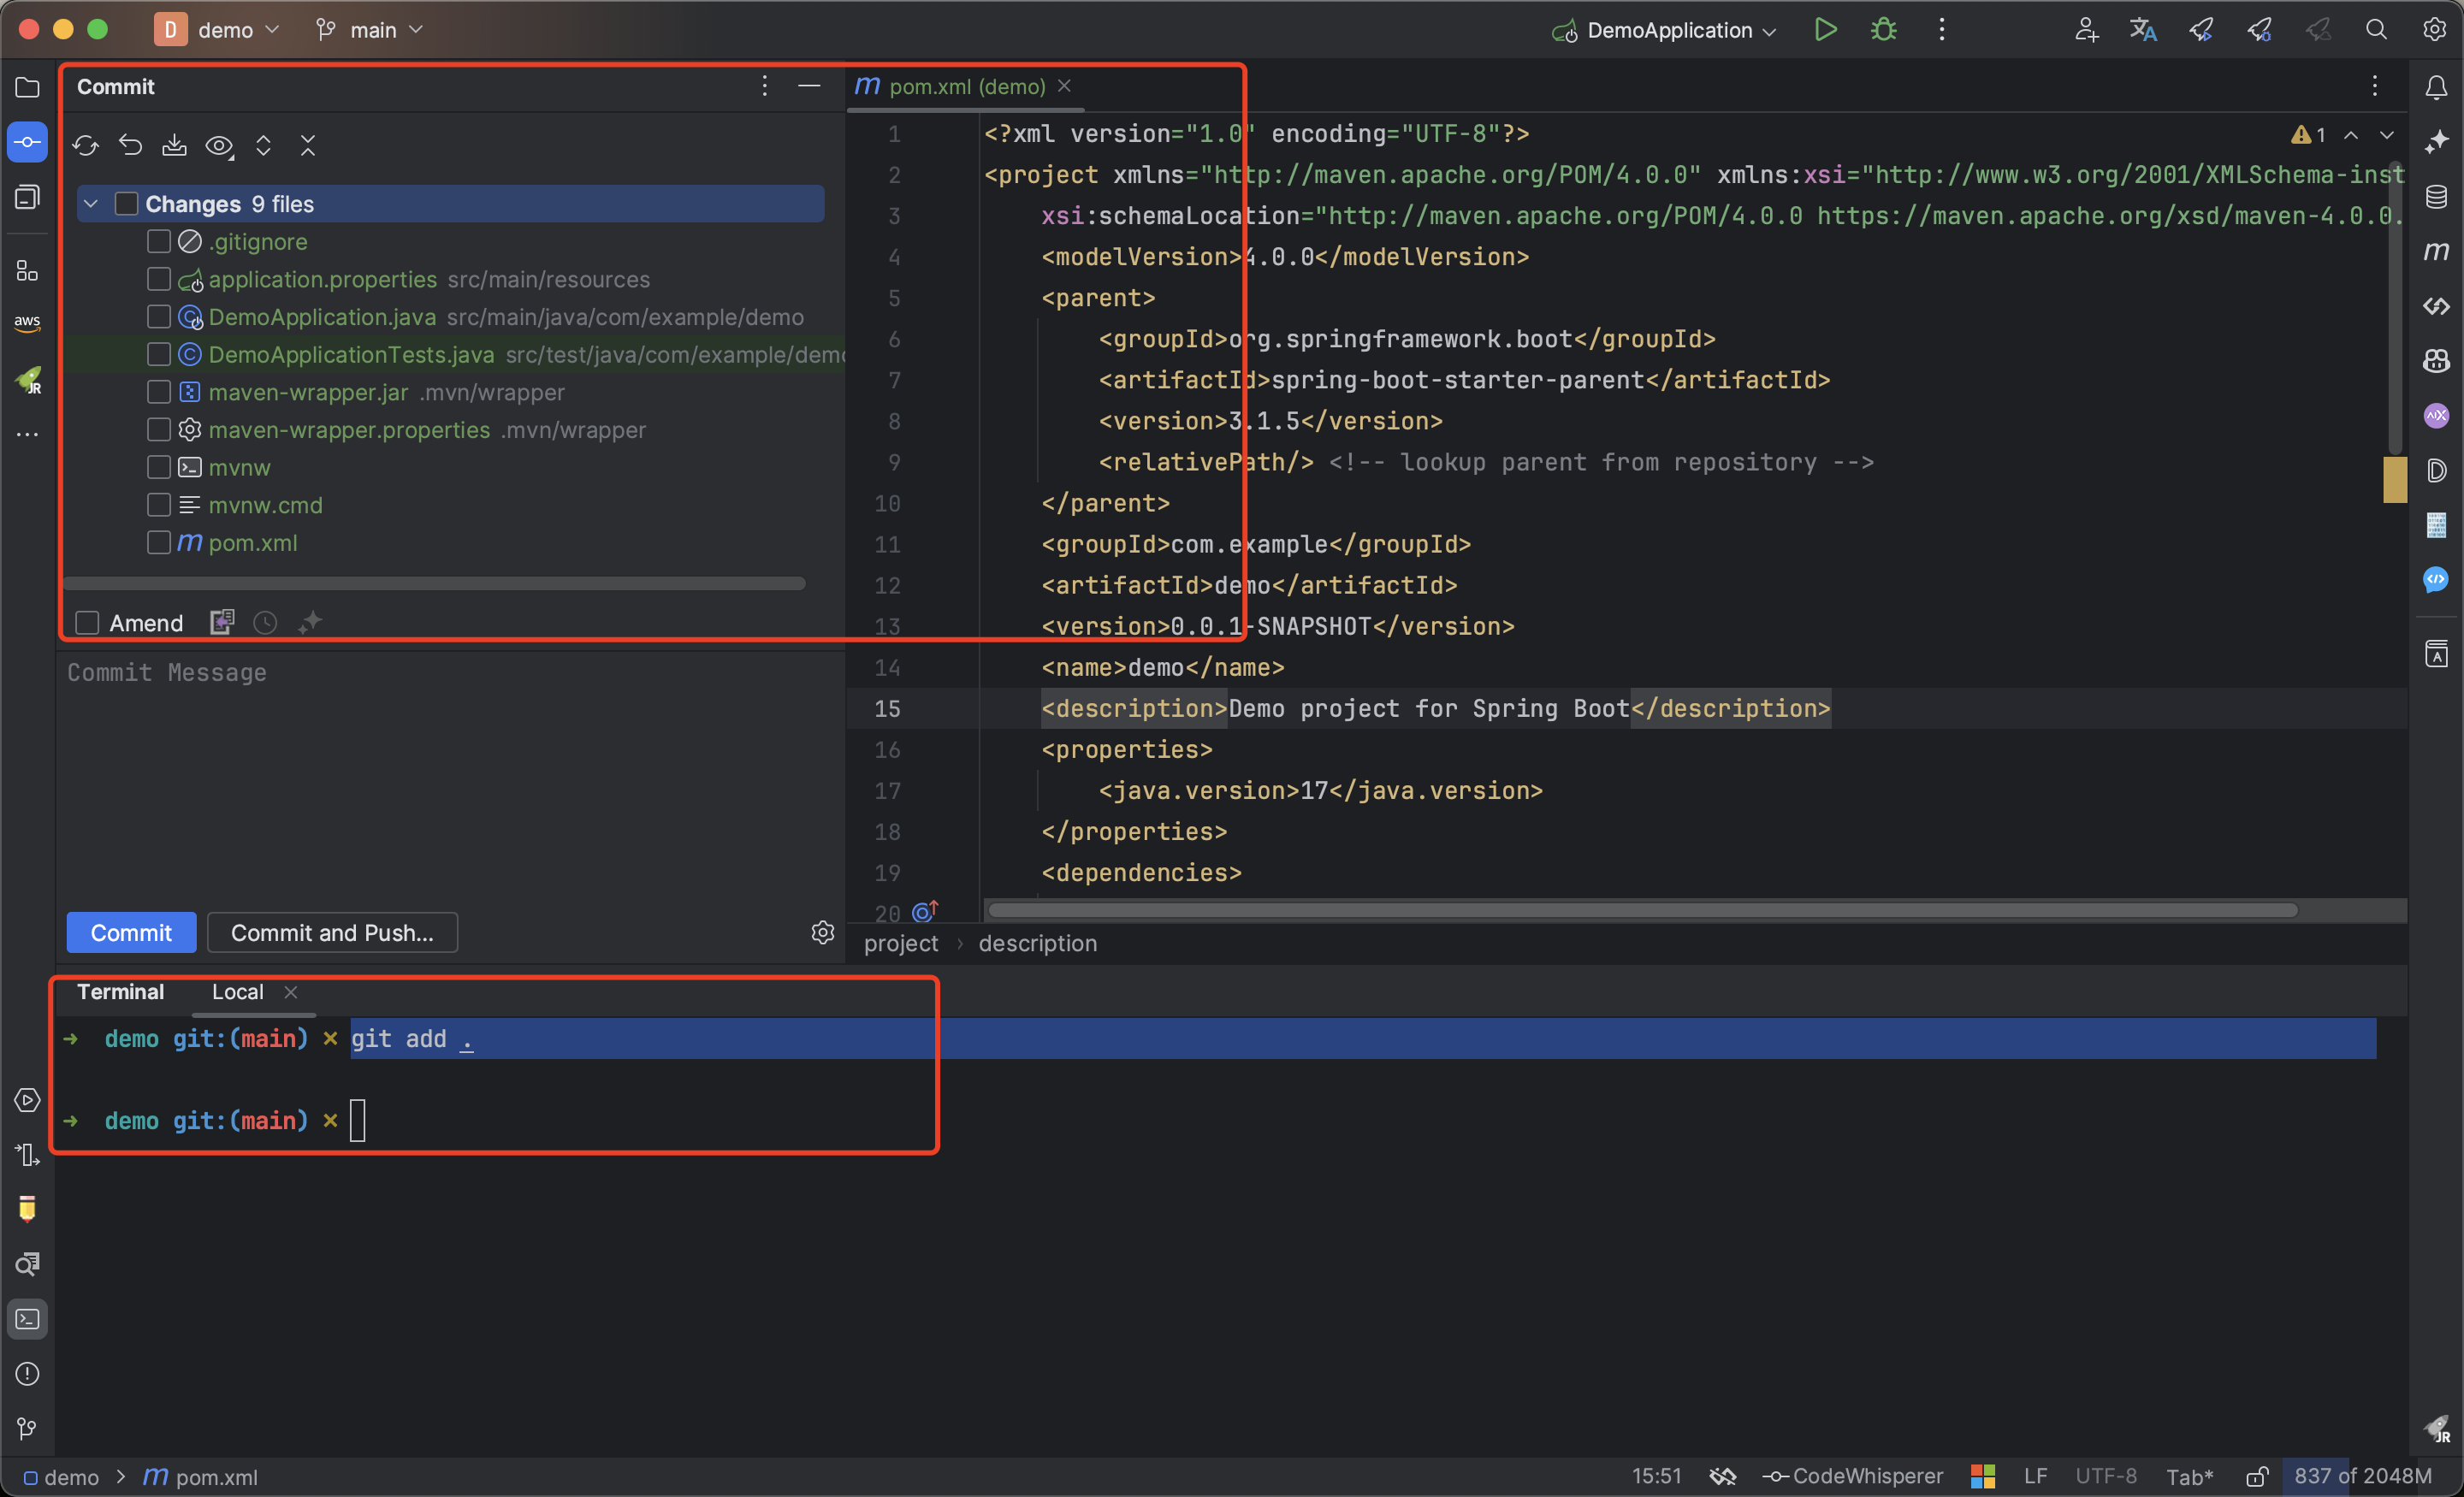 D demo main DemoApplication
Commit
Changes 9 files
.gitignore
application.properties src/main/resources
DemoApplication.java src/main/java/com/example/demo
DemoApplicationTests.java src/test/java/com/example/demo
maven-wrapper.jar .mvn/wrapper
maven-wrapper.properties .mvn/wrapper
mvnw
mvnw.cmd
m pom.xml
Amend
Commit Message
Commit Commit and Push...
m pom.xml (demo)
1 <?xml version="1.0" encoding="UTF-8"?>
2 <project xmlns="http://maven.apache.org/POM/4.0.0" xmlns:xsi="http://www.w3.org/2001/XMLSchema-inst
3 xsi:schemaLocation="http://maven.apache.org/POM/4.0.0 https://maven.apache.org/xsd/maven-4.0.0.
4 <modelVersion>4.0.0</modelVersion>
5 <parent>
6 <groupId>org.springframework.boot</groupId>
7 <artifactId>spring-boot-starter-parent</artifactId>
8 <version>3.1.5</version>
9 <relativePath/> <!-- lookup parent from repository -->
10 </parent>
11 <groupId>com.example</groupId>
12 <artifactId>demo</artifactId>
13 <version>0.0.1-SNAPSHOT</version>
14 <name>demo</name>
15 <description>Demo project for Spring Boot</description>
16 <properties>
17 <java.version>17</java.version>
18 </properties>
19 <dependencies>
20
1
project › description
aws
JR
m
AIX
D
A
JR
Terminal Local
➜ demo git:(main) ✗ git add .
➜ demo git:(main) ✗
demo > m pom.xml
15:51 CodeWhisperer LF UTF-8 Tab* 837 of 2048M